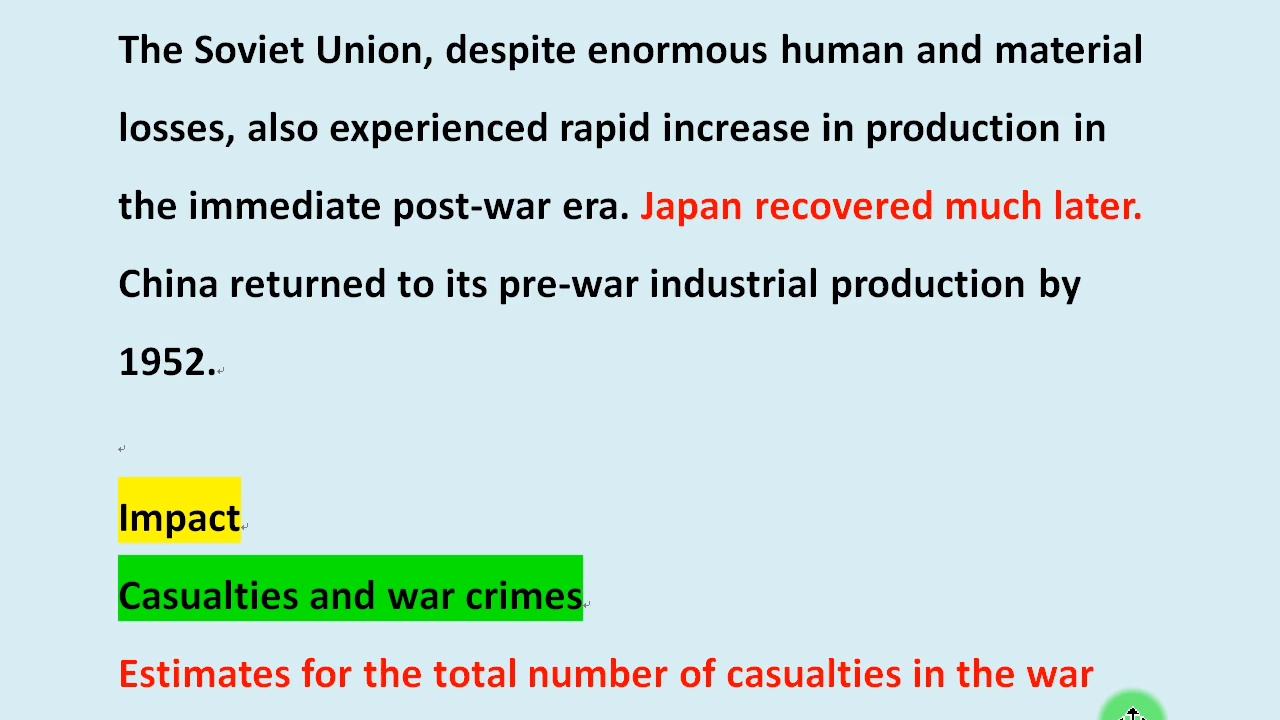 The Soviet Union, despite enormous human and material
losses, also experienced rapid increase in production in
the immediate post-war era. Japan recovered much later.
China returned to its pre-war industrial production by
1952.
Impact
Casualties and war crimes
Estimates for the total number of casualties in the war